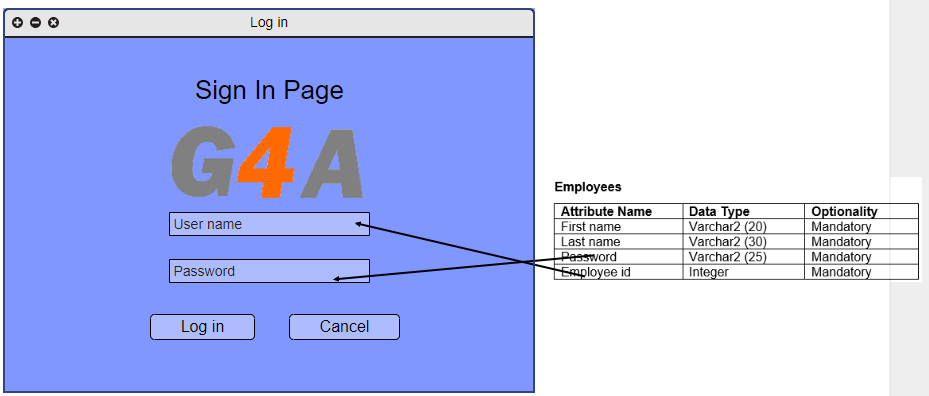 Log in
Sign In Page
G4A
User name
Password
Log in Cancel
Employees
Attribute Name Data Type Optionality
First name Varchar2 (20) Mandatory
Last name Varchar2 (30) Mandatory
Password Varchar2 (25) Mandatory
Employee id Integer Mandatory